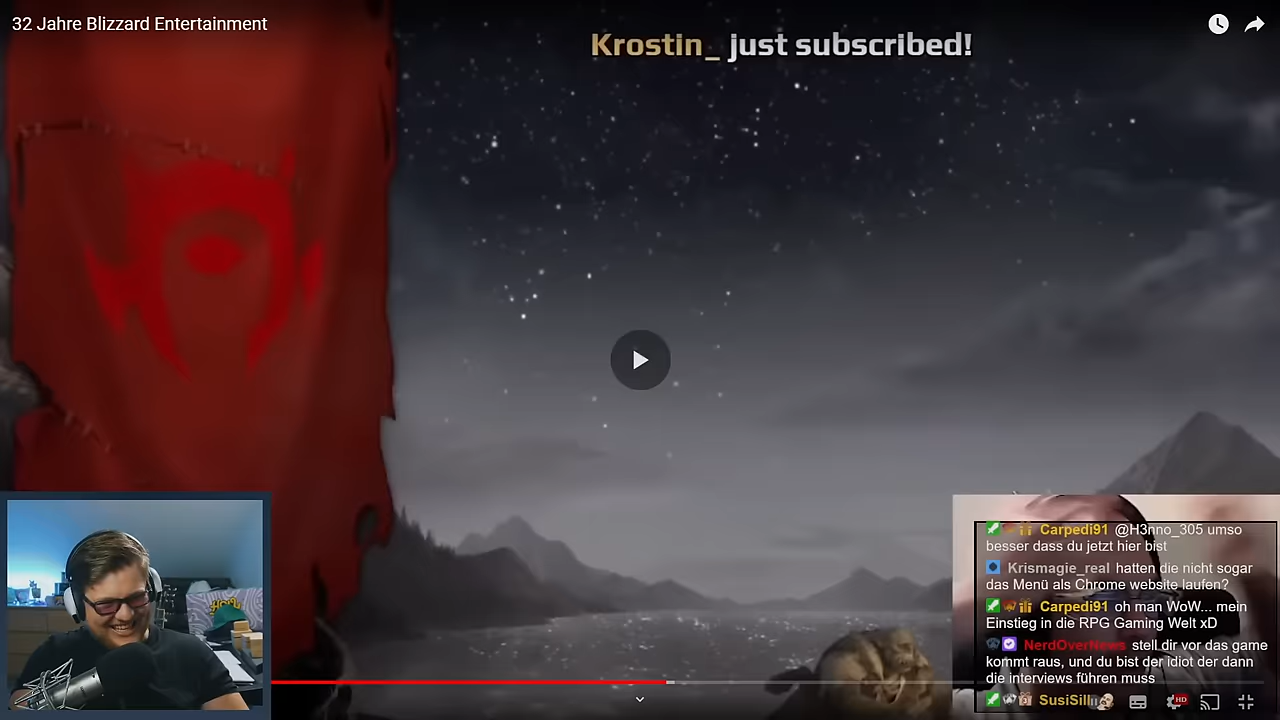 32 Jahre Blizzard Entertainment
Krostin_ just subscribed!
Carpedi91 @H3nno_305 umso
besser dass du jetzt hier bist
Krismagie_real hatten die nicht sogar
das Menü als Chrome website laufen?
Carpedi91 oh man WoW... mein
Einstieg in die RPG Gaming Welt xD
NerdOverNews stell dir vor das game
kommt raus, und du bist der idiot der dann
die interviews führen muss
HD